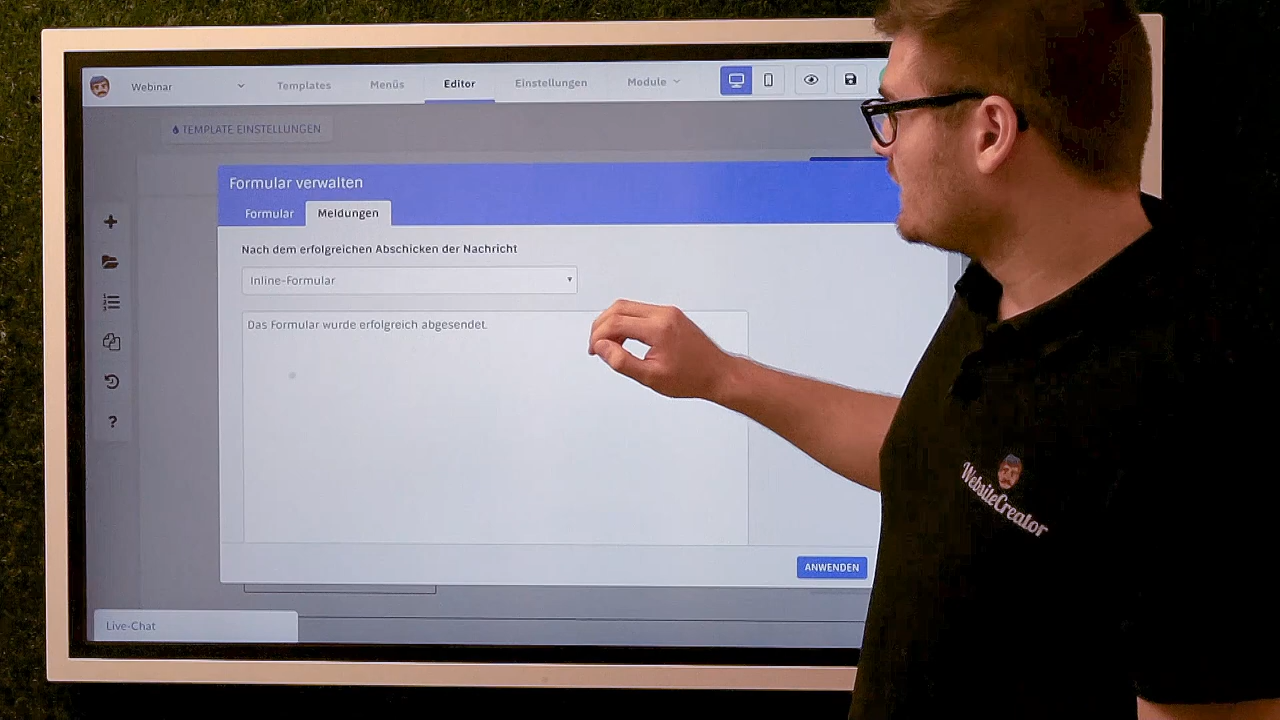 Webinar
Templates
Menüs
Editor
Einstellungen
Module
TEMPLATE EINSTELLUNGEN
Formular verwalten
Formular
Meldungen
Nach dem erfolgreichen Abschicken der Nachricht
Inline-Formular
Das Formular wurde erfolgreich abgesendet.
?
ANWENDEN
Live-Chat
WebsiteCreator